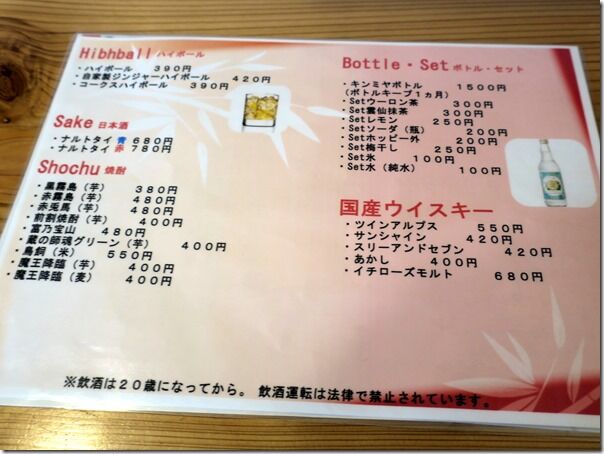 Hibhball ハイボール
・ハイボール 390円
・自家製ジンジャーハイボール 420円
・コークスハイボール 390円
Sake 日本酒
・ナルトタイ 青 680円
・ナルトタイ 赤 780円
Shochu 焼酎
・黒霧島（芋） 380円
・赤霧島（芋） 480円
・赤兎馬（芋） 480円
・前割焼酎（芋） 400円
・富乃宝山 480円
・蔵の師魂グリーン（芋） 400円
・鳥飼（米） 550円
・魔王降臨（芋） 400円
・魔王降臨（麦） 400円
Bottle・Set ボトル・セット
・キンミヤボトル 1500円
（ボトルキープ1ヵ月）
・Setウーロン茶 300円
・Set雲仙抹茶 300円
・Setレモン 250円
・Setソーダ（瓶） 200円
・Setホッピー外 200円
・Set梅干し 250円
・Set氷 100円
・Set水（純水） 100円
国産ウイスキー
・ツインアルプス 550円
・サンシャイン 420円
・スリーアンドセブン 420円
・あかし 400円
・イチローズモルト 680円
※飲酒は20歳になってから。 飲酒運転は法律で禁止されています。